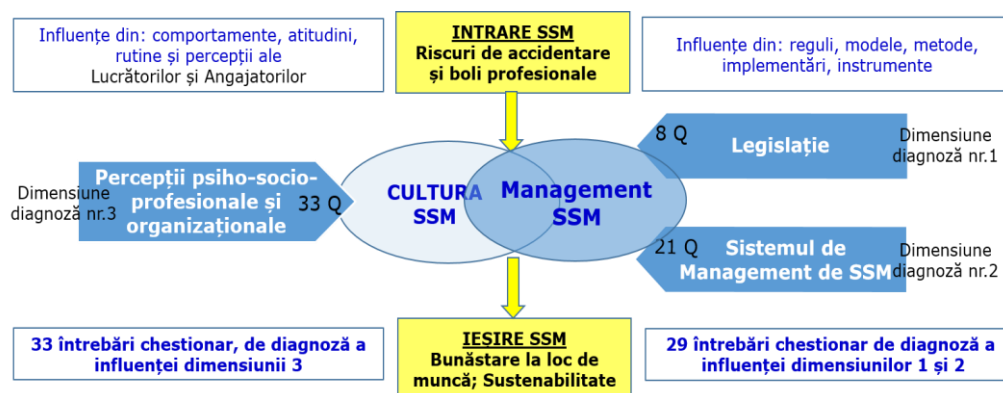 Influențe din: comportamente, atitudini,
rutine și percepții ale
Lucrătorilor și Angajatorilor
INTRARE SSM
Riscuri de accidentare
și boli profesionale
Influențe din: reguli, modele, metode,
implementări, instrumente
8 Q
Legislație
Dimensiune
diagnoză nr.1
Dimensiune
diagnoză nr.3
Percepții psiho-socio-
profesionale și
organizaționale
33 Q
CULTURA
SSM
Management
SSM
21 Q
Sistemul de
Management de SSM
Dimensiune
diagnoză nr.2
33 întrebări chestionar, de diagnoză a
influenței dimensiunii 3
IEȘIRE SSM
Bunăstare la loc de
muncă; Sustenabilitate
29 întrebări chestionar de diagnoză a
influenței dimensiunilor 1 și 2